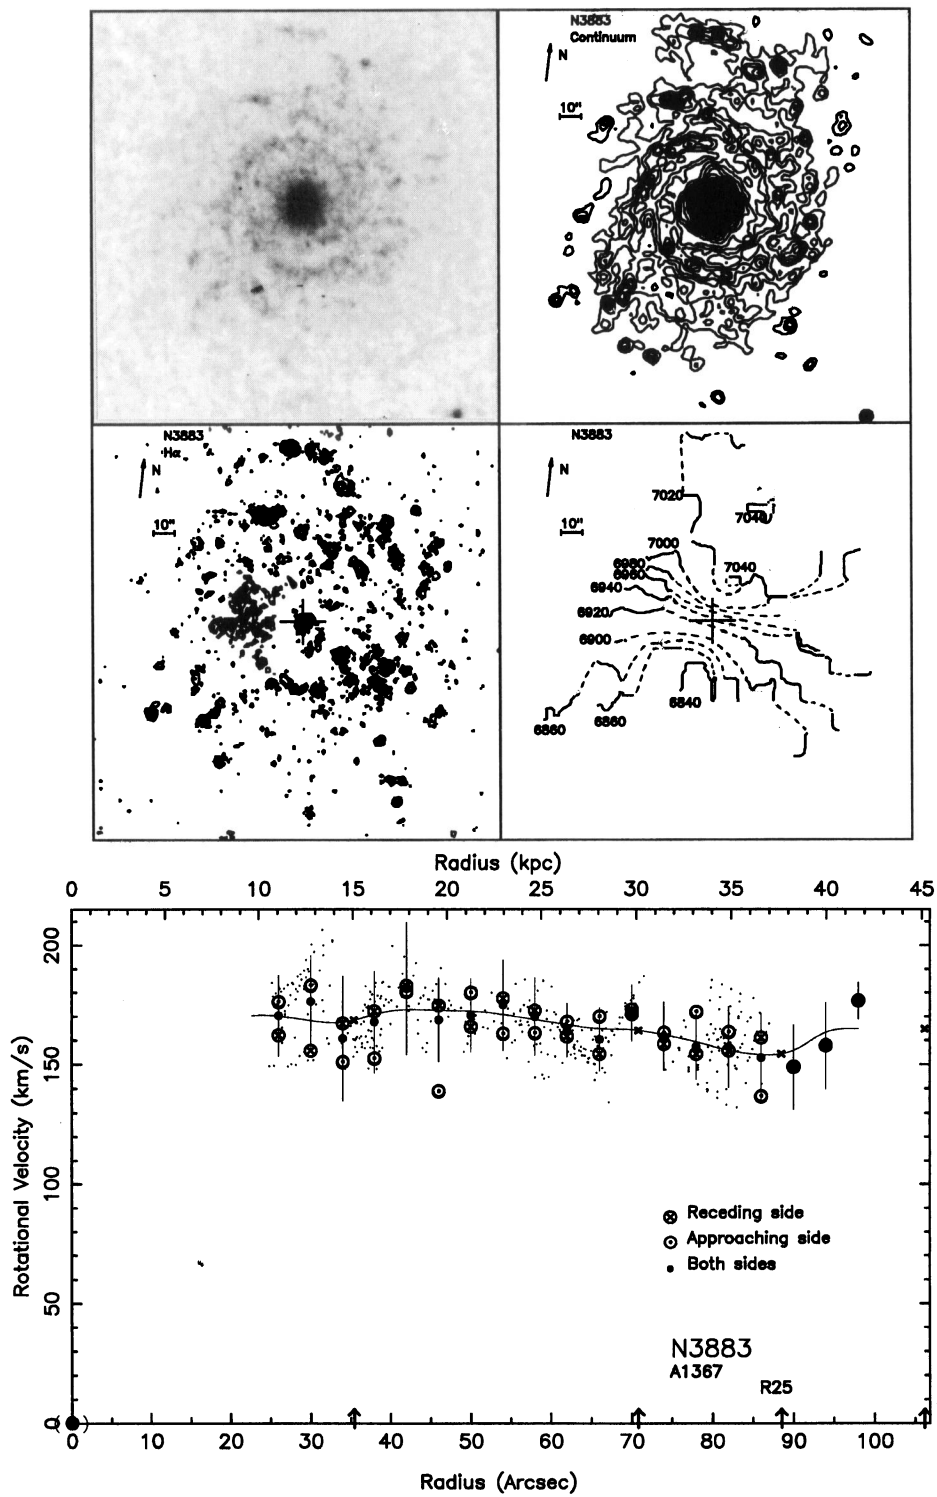 N3883
Continuum
N
10"
N3883
Hα
N
10"
N3883
N
10"
7020
7040
7000
7040
6980
6960
6940
6920
6900
6840
6860
6860
Radius (kpc)
0 5 10 15 20 25 30 35 40 45
200
150
100
50
0
Rotational Velocity (km/s)
Receding side
Approaching side
Both sides
N3883
A1367
R25
0 10 20 30 40 50 60 70 80 90 100
Radius (Arcsec)